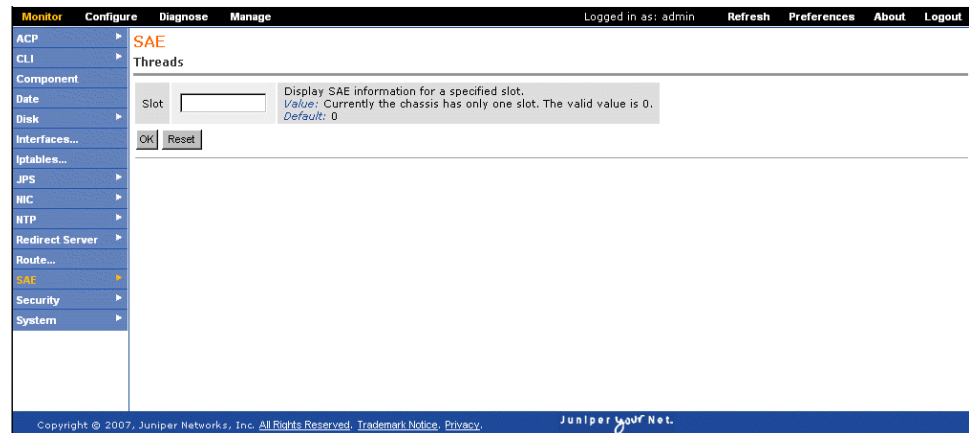 Monitor Configure Diagnose Manage Logged in as: admin Refresh Preferences About Logout
ACP
CLI
Component
Date
Disk
Interfaces...
Iptables...
JPS
NIC
NTP
Redirect Server
Route...
SAE
Security
System
SAE
Threads
Slot
Display SAE information for a specified slot.
Value: Currently the chassis has only one slot. The valid value is 0.
Default: 0
OK Reset
Copyright © 2007, Juniper Networks, Inc. All Rights Reserved. Trademark Notice. Privacy.
Juniper your Net.